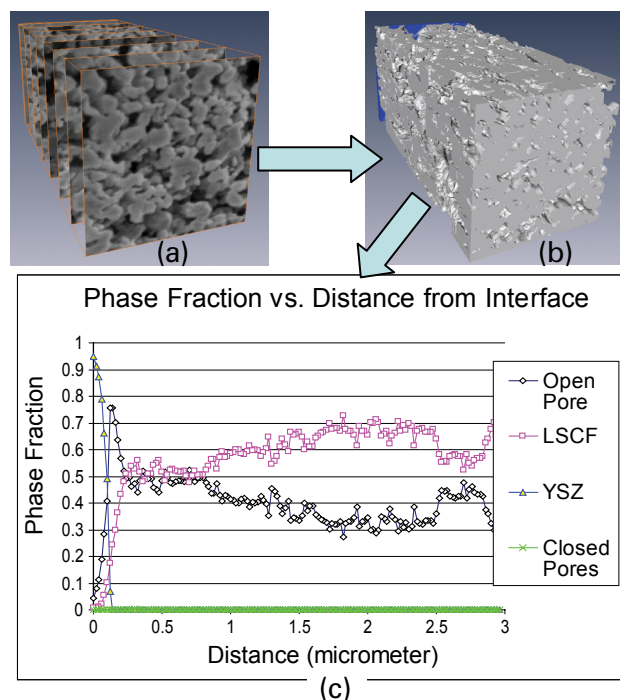 (a)
(b)
Phase Fraction vs. Distance from Interface
Phase Fraction
1
0.9
0.8
0.7
0.6
0.5
0.4
0.3
0.2
0.1
0
0
0.5
1
1.5
2
2.5
3
Distance (micrometer)
Open
Pore
LSCF
YSZ
Closed
Pores
(c)